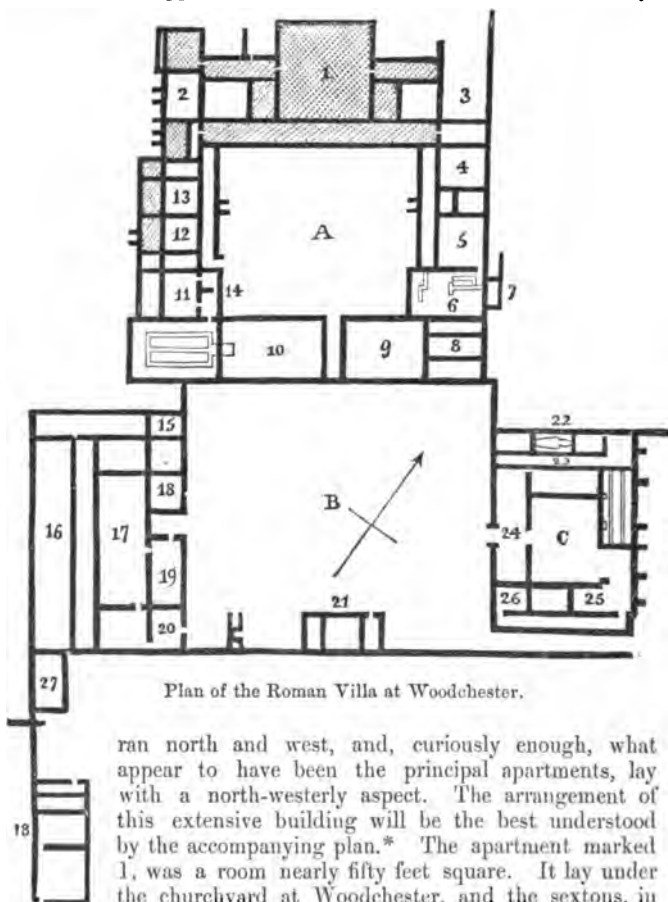 1
2
3
4
13
A
5
12
11
14
6
7
10
9
8
15
22
23
18
B
16
17
24
C
19
21
26
25
20
27
Plan of the Roman Villa at Woodchester.
ran north and west, and, curiously enough, what
appear to have been the principal apartments, lay
with a north-westerly aspect. The arrangement of
this extensive building will be the best understood
by the accompanying plan.* The apartment marked
1, was a room nearly fifty feet square. It lay under
the churchyard at Woodchester, and the sextons, in